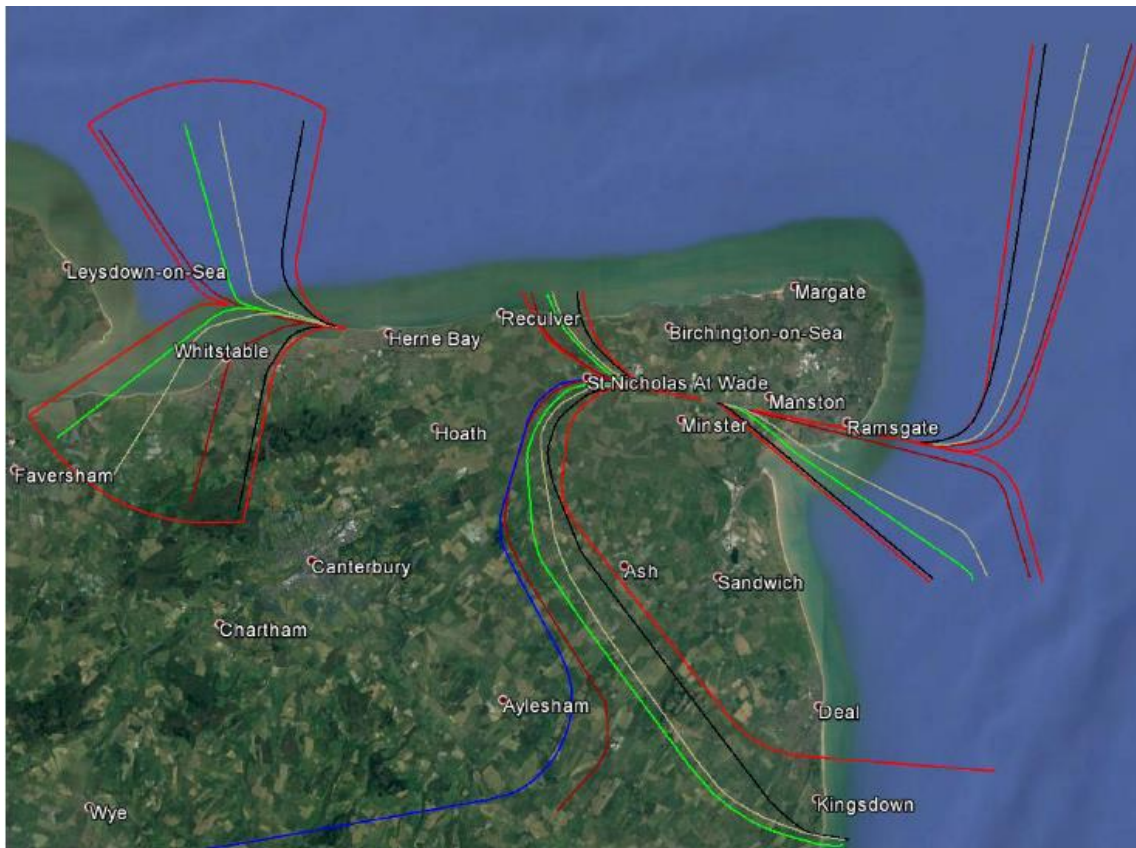 Leysdown-on-Sea
Margate
Reculver
Birchington-on-Sea
Herne Bay
Whitstable
St Nicholas At Wade
Manston
Minster
Ramsgate
Hoath
Faversham
Canterbury
Ash
Sandwich
Chartham
Aylesham
Deal
Wye
Kingsdown